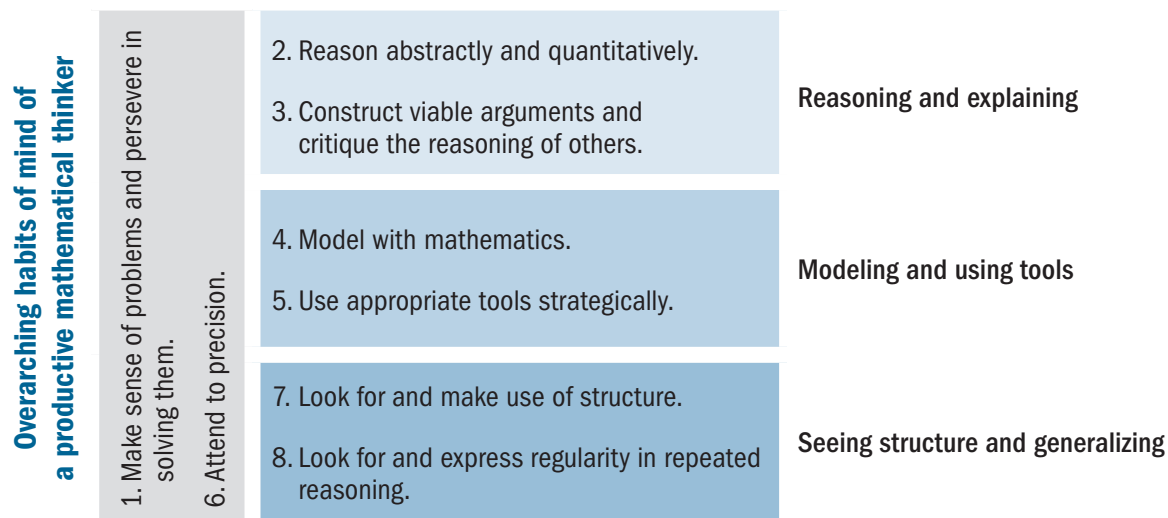 Overarching habits of mind of
a productive mathematical thinker
1. Make sense of problems and persevere in
solving them.
6. Attend to precision.
2. Reason abstractly and quantitatively.
3. Construct viable arguments and
critique the reasoning of others.
Reasoning and explaining
4. Model with mathematics.
5. Use appropriate tools strategically.
Modeling and using tools
7. Look for and make use of structure.
8. Look for and express regularity in repeated
reasoning.
Seeing structure and generalizing